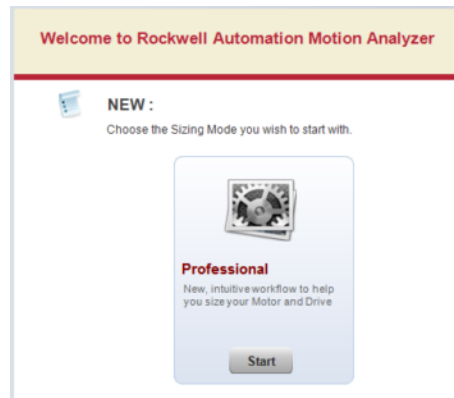 Welcome to Rockwell Automation Motion Analyzer
NEW :
Choose the Sizing Mode you wish to start with.
Professional
New, intuitive workflow to help
you size your Motor and Drive
Start